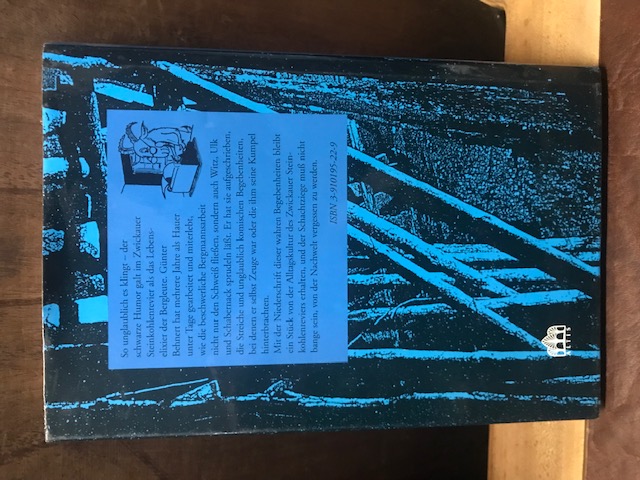 So unglaublich es klingt – der
schwarze Humor galt im Zwickauer
Steinkohlenrevier als das Lebens-
elixier der Bergleute. Günter
Behnert hat mehrere Jahre als Hauer
unter Tage gearbeitet und miterlebt,
wie die beschwerliche Bergmannsarbeit
nicht nur den Schweiß fließen, sondern auch Witz, Ulk
und Schabernack sprudeln läßt. Er hat sie aufgeschrieben,
die Streiche und unglaublich komischen Begebenheiten,
bei denen er selbst Zeuge war oder die ihm seine Kumpel
hinterbrachten.
Mit der Niederschrift dieser wahren Begebenheiten bleibt
ein Stück von der Alltagskultur des Zwickauer Stein-
kohlenreviers erhalten, und der Schachtziege muß nicht
bange sein, von der Nachwelt vergessen zu werden.
ISBN 3-910195-22-9